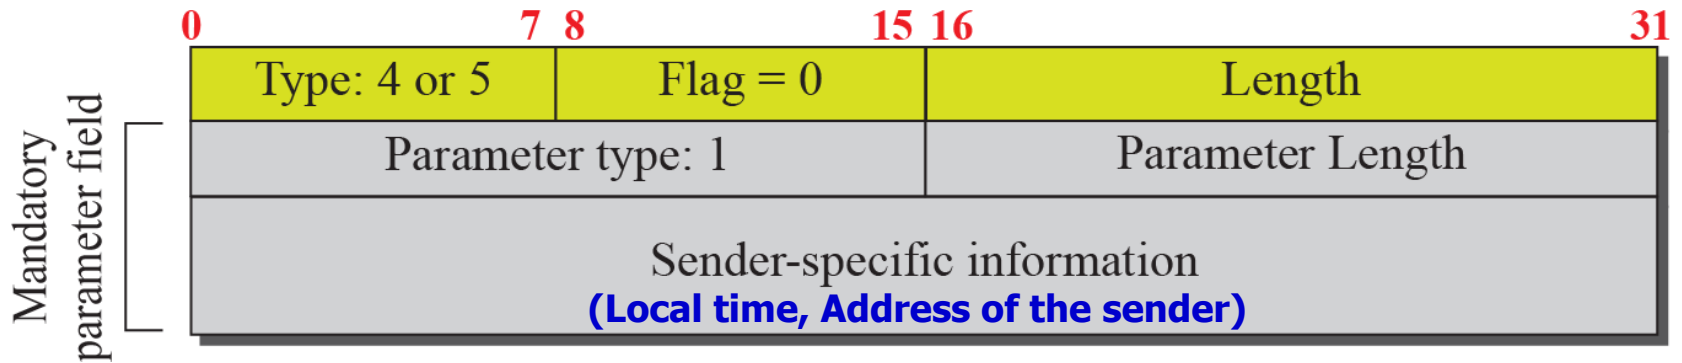 0 7 8 15 16 31
Type: 4 or 5 Flag = 0 Length
Mandatory
parameter field
Parameter type: 1 Parameter Length
Sender-specific information
(Local time, Address of the sender)